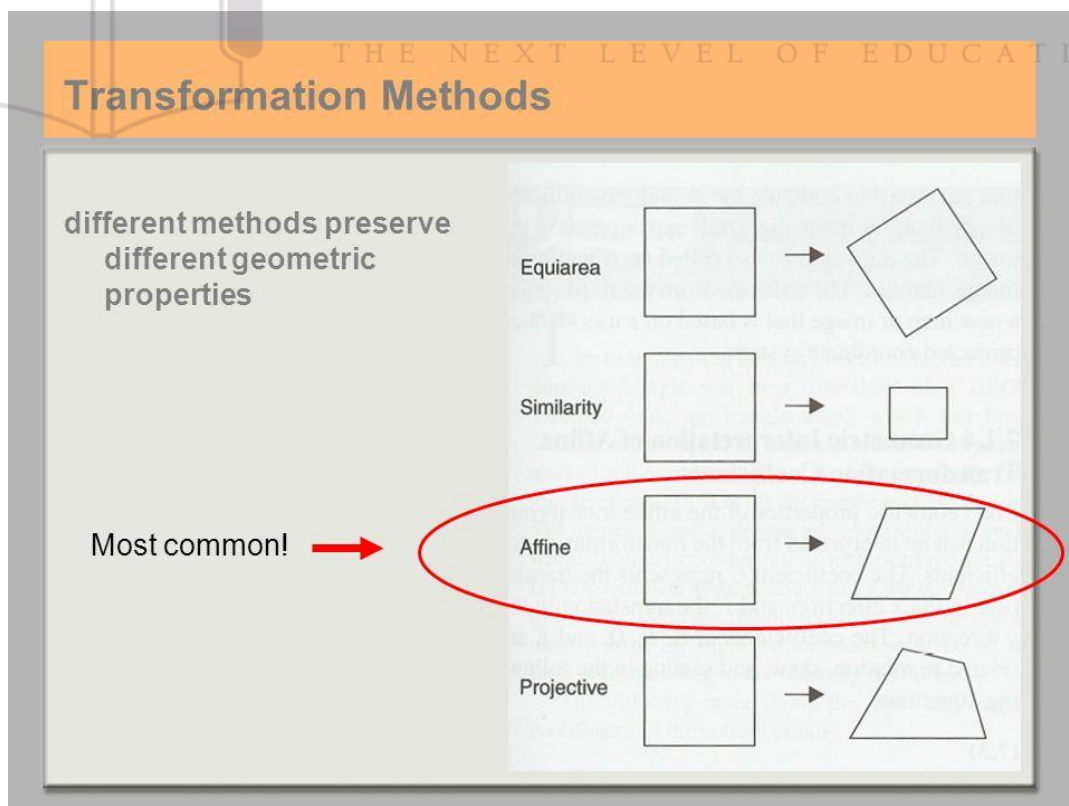 THE NEXT LEVEL OF EDUCATI
Transformation Methods
different methods preserve
different geometric
properties
Equiarea
Similarity
Most common!
Affine
Projective